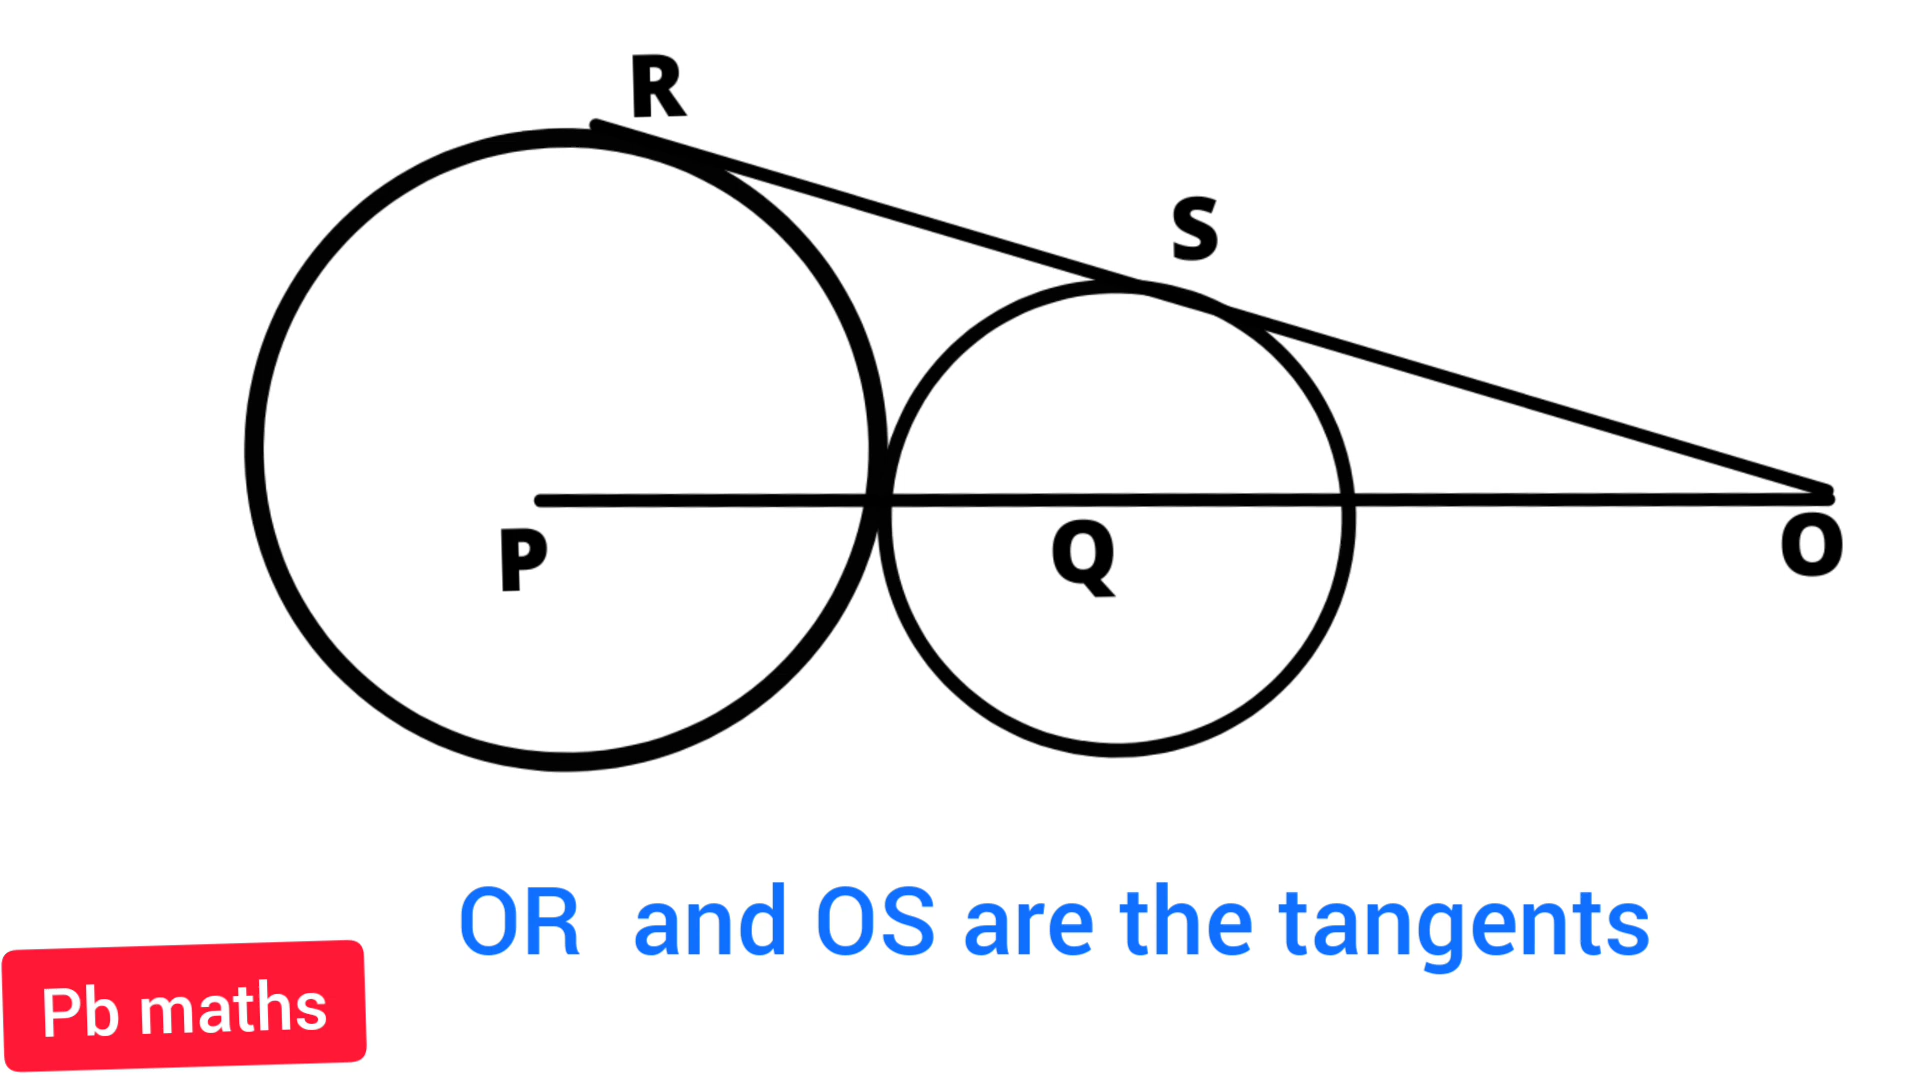 R
S
P
Q
O
OR and OS are the tangents
Pb maths